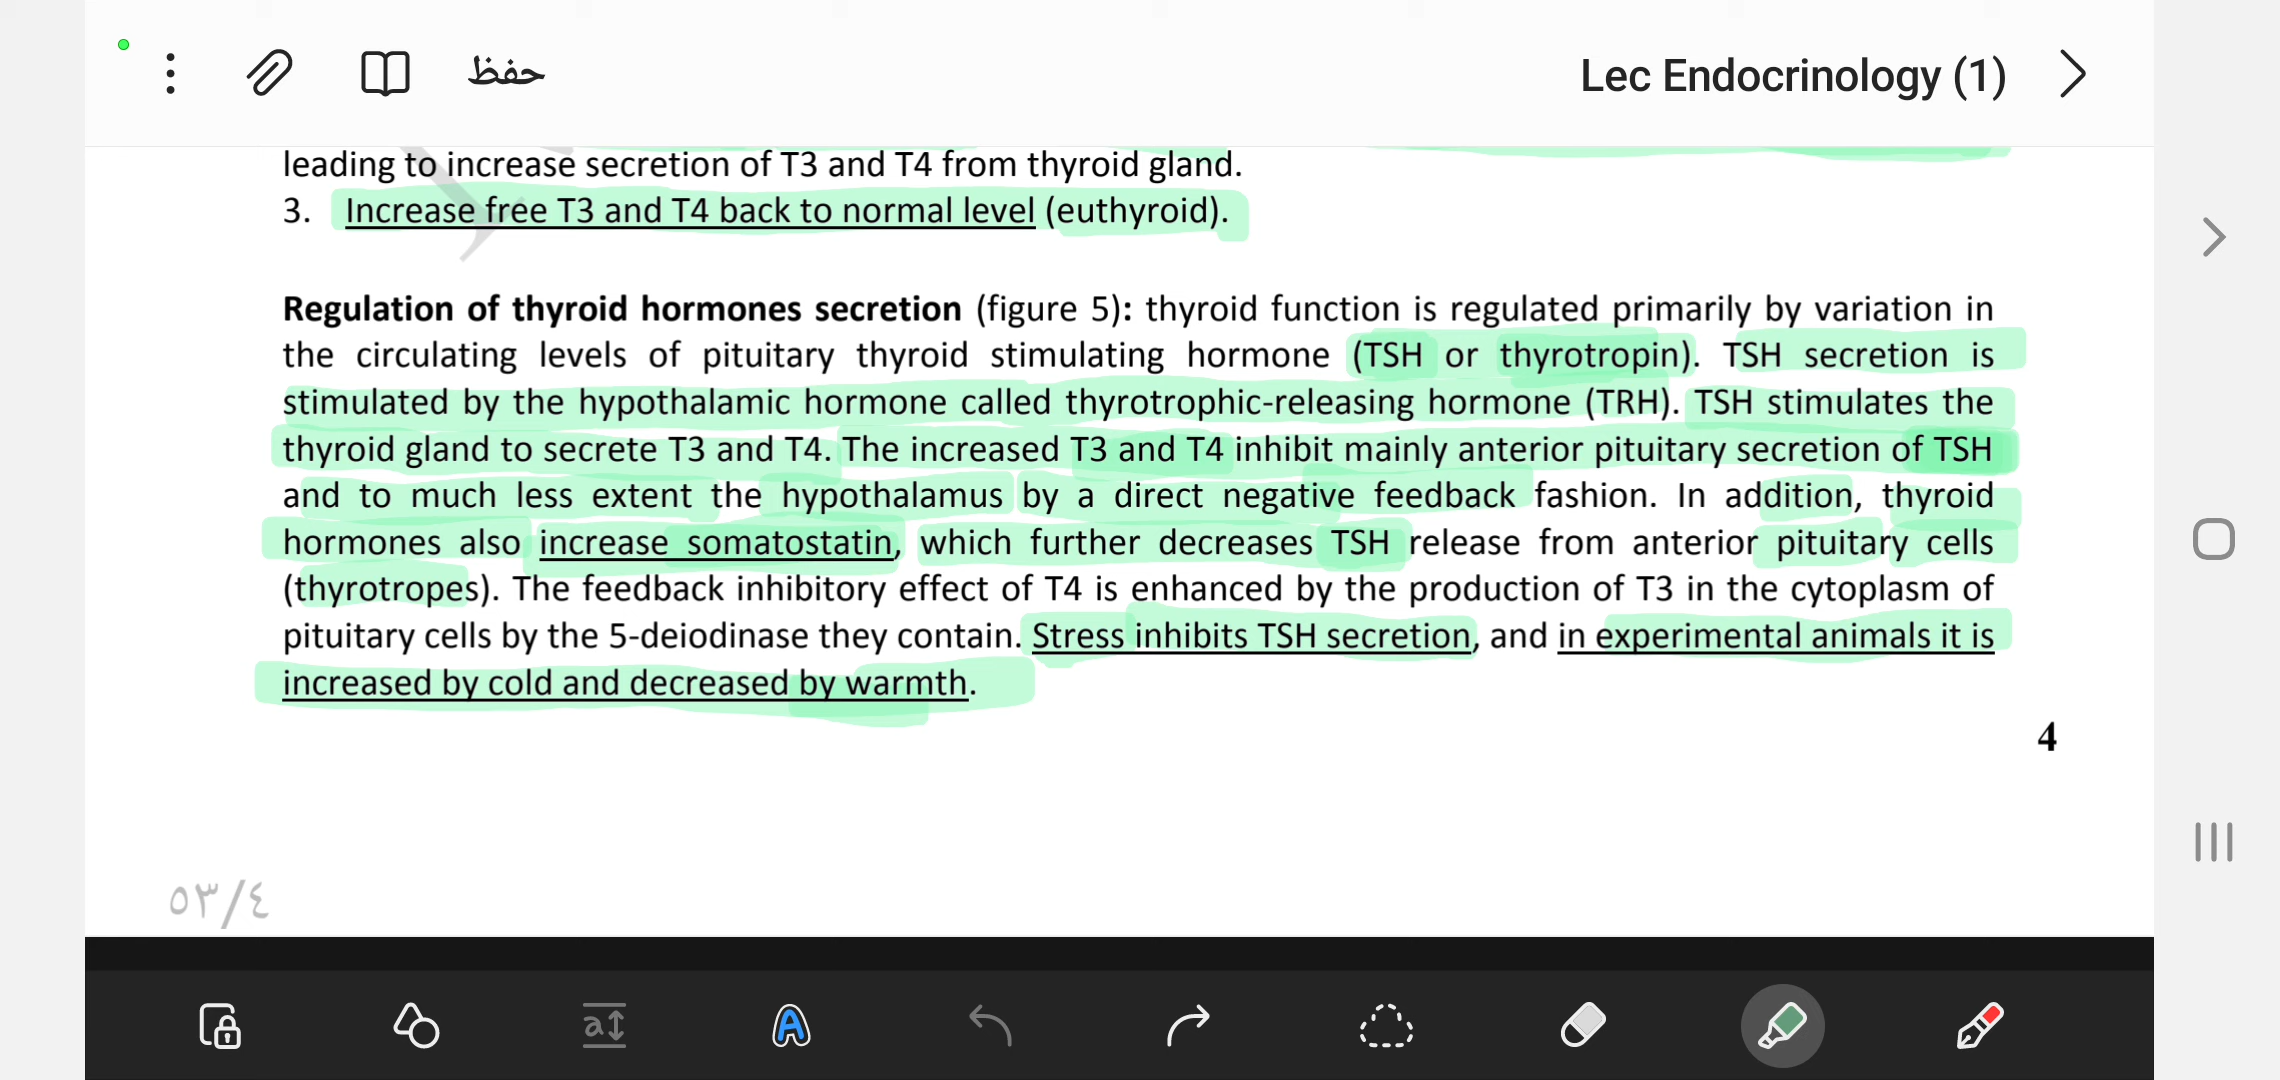 حفظ
Lec Endocrinology (1)
leading to increase secretion of T3 and T4 from thyroid gland.
3. Increase free T3 and T4 back to normal level (euthyroid).
Regulation of thyroid hormones secretion (figure 5): thyroid function is regulated primarily by variation in
the circulating levels of pituitary thyroid stimulating hormone (TSH or thyrotropin). TSH secretion is
stimulated by the hypothalamic hormone called thyrotrophic-releasing hormone (TRH). TSH stimulates the
thyroid gland to secrete T3 and T4. The increased T3 and T4 inhibit mainly anterior pituitary secretion of TSH
and to much less extent the hypothalamus by a direct negative feedback fashion. In addition, thyroid
hormones also increase somatostatin, which further decreases TSH release from anterior pituitary cells
(thyrotropes). The feedback inhibitory effect of T4 is enhanced by the production of T3 in the cytoplasm of
pituitary cells by the 5-deiodinase they contain. Stress inhibits TSH secretion, and in experimental animals it is
increased by cold and decreased by warmth.
4
٥٣/٤
a
A